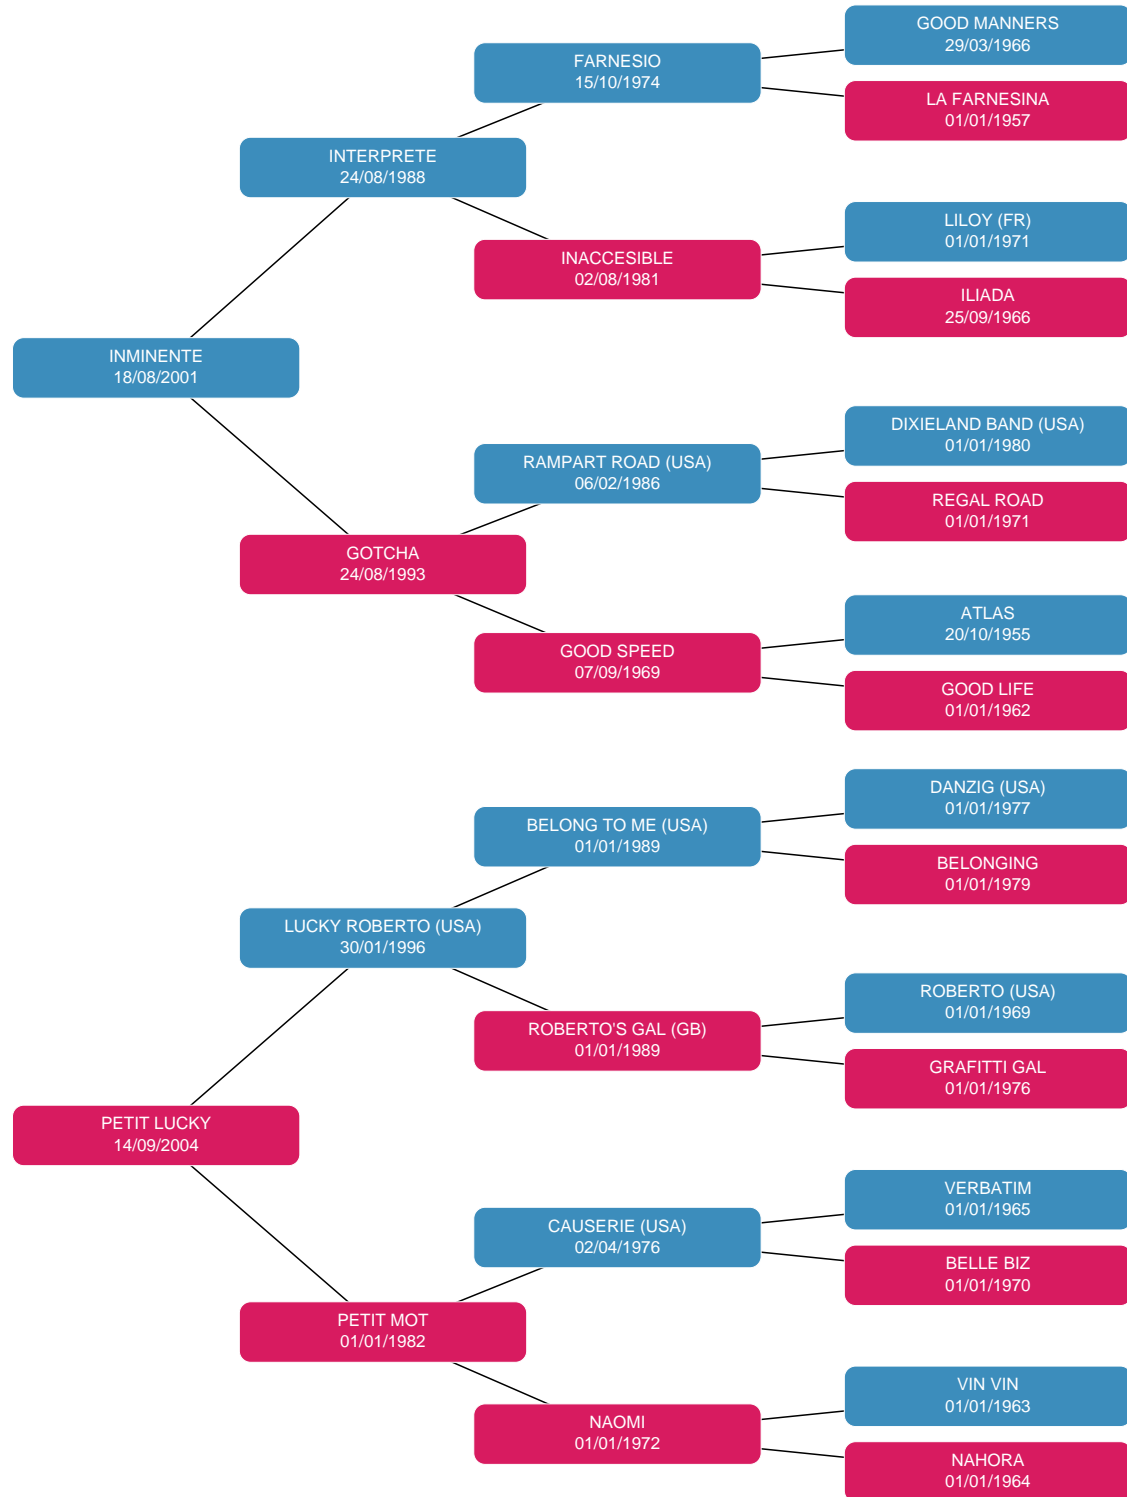 GOOD MANNERS
29/03/1966
FARNESIO
15/10/1974
LA FARNESINA
01/01/1957
INTERPRETE
24/08/1988
LILOY (FR)
01/01/1971
INACCESIBLE
02/08/1981
ILIADA
25/09/1966
INMINENTE
18/08/2001
DIXIELAND BAND (USA)
01/01/1980
RAMPART ROAD (USA)
06/02/1986
REGAL ROAD
01/01/1971
GOTCHA
24/08/1993
ATLAS
20/10/1955
GOOD SPEED
07/09/1969
GOOD LIFE
01/01/1962
DANZIG (USA)
01/01/1977
BELONG TO ME (USA)
01/01/1989
BELONGING
01/01/1979
LUCKY ROBERTO (USA)
30/01/1996
ROBERTO (USA)
01/01/1969
ROBERTO'S GAL (GB)
01/01/1989
GRAFITTI GAL
01/01/1976
PETIT LUCKY
14/09/2004
VERBATIM
01/01/1965
CAUSERIE (USA)
02/04/1976
BELLE BIZ
01/01/1970
PETIT MOT
01/01/1982
VIN VIN
01/01/1963
NAOMI
01/01/1972
NAHORA
01/01/1964